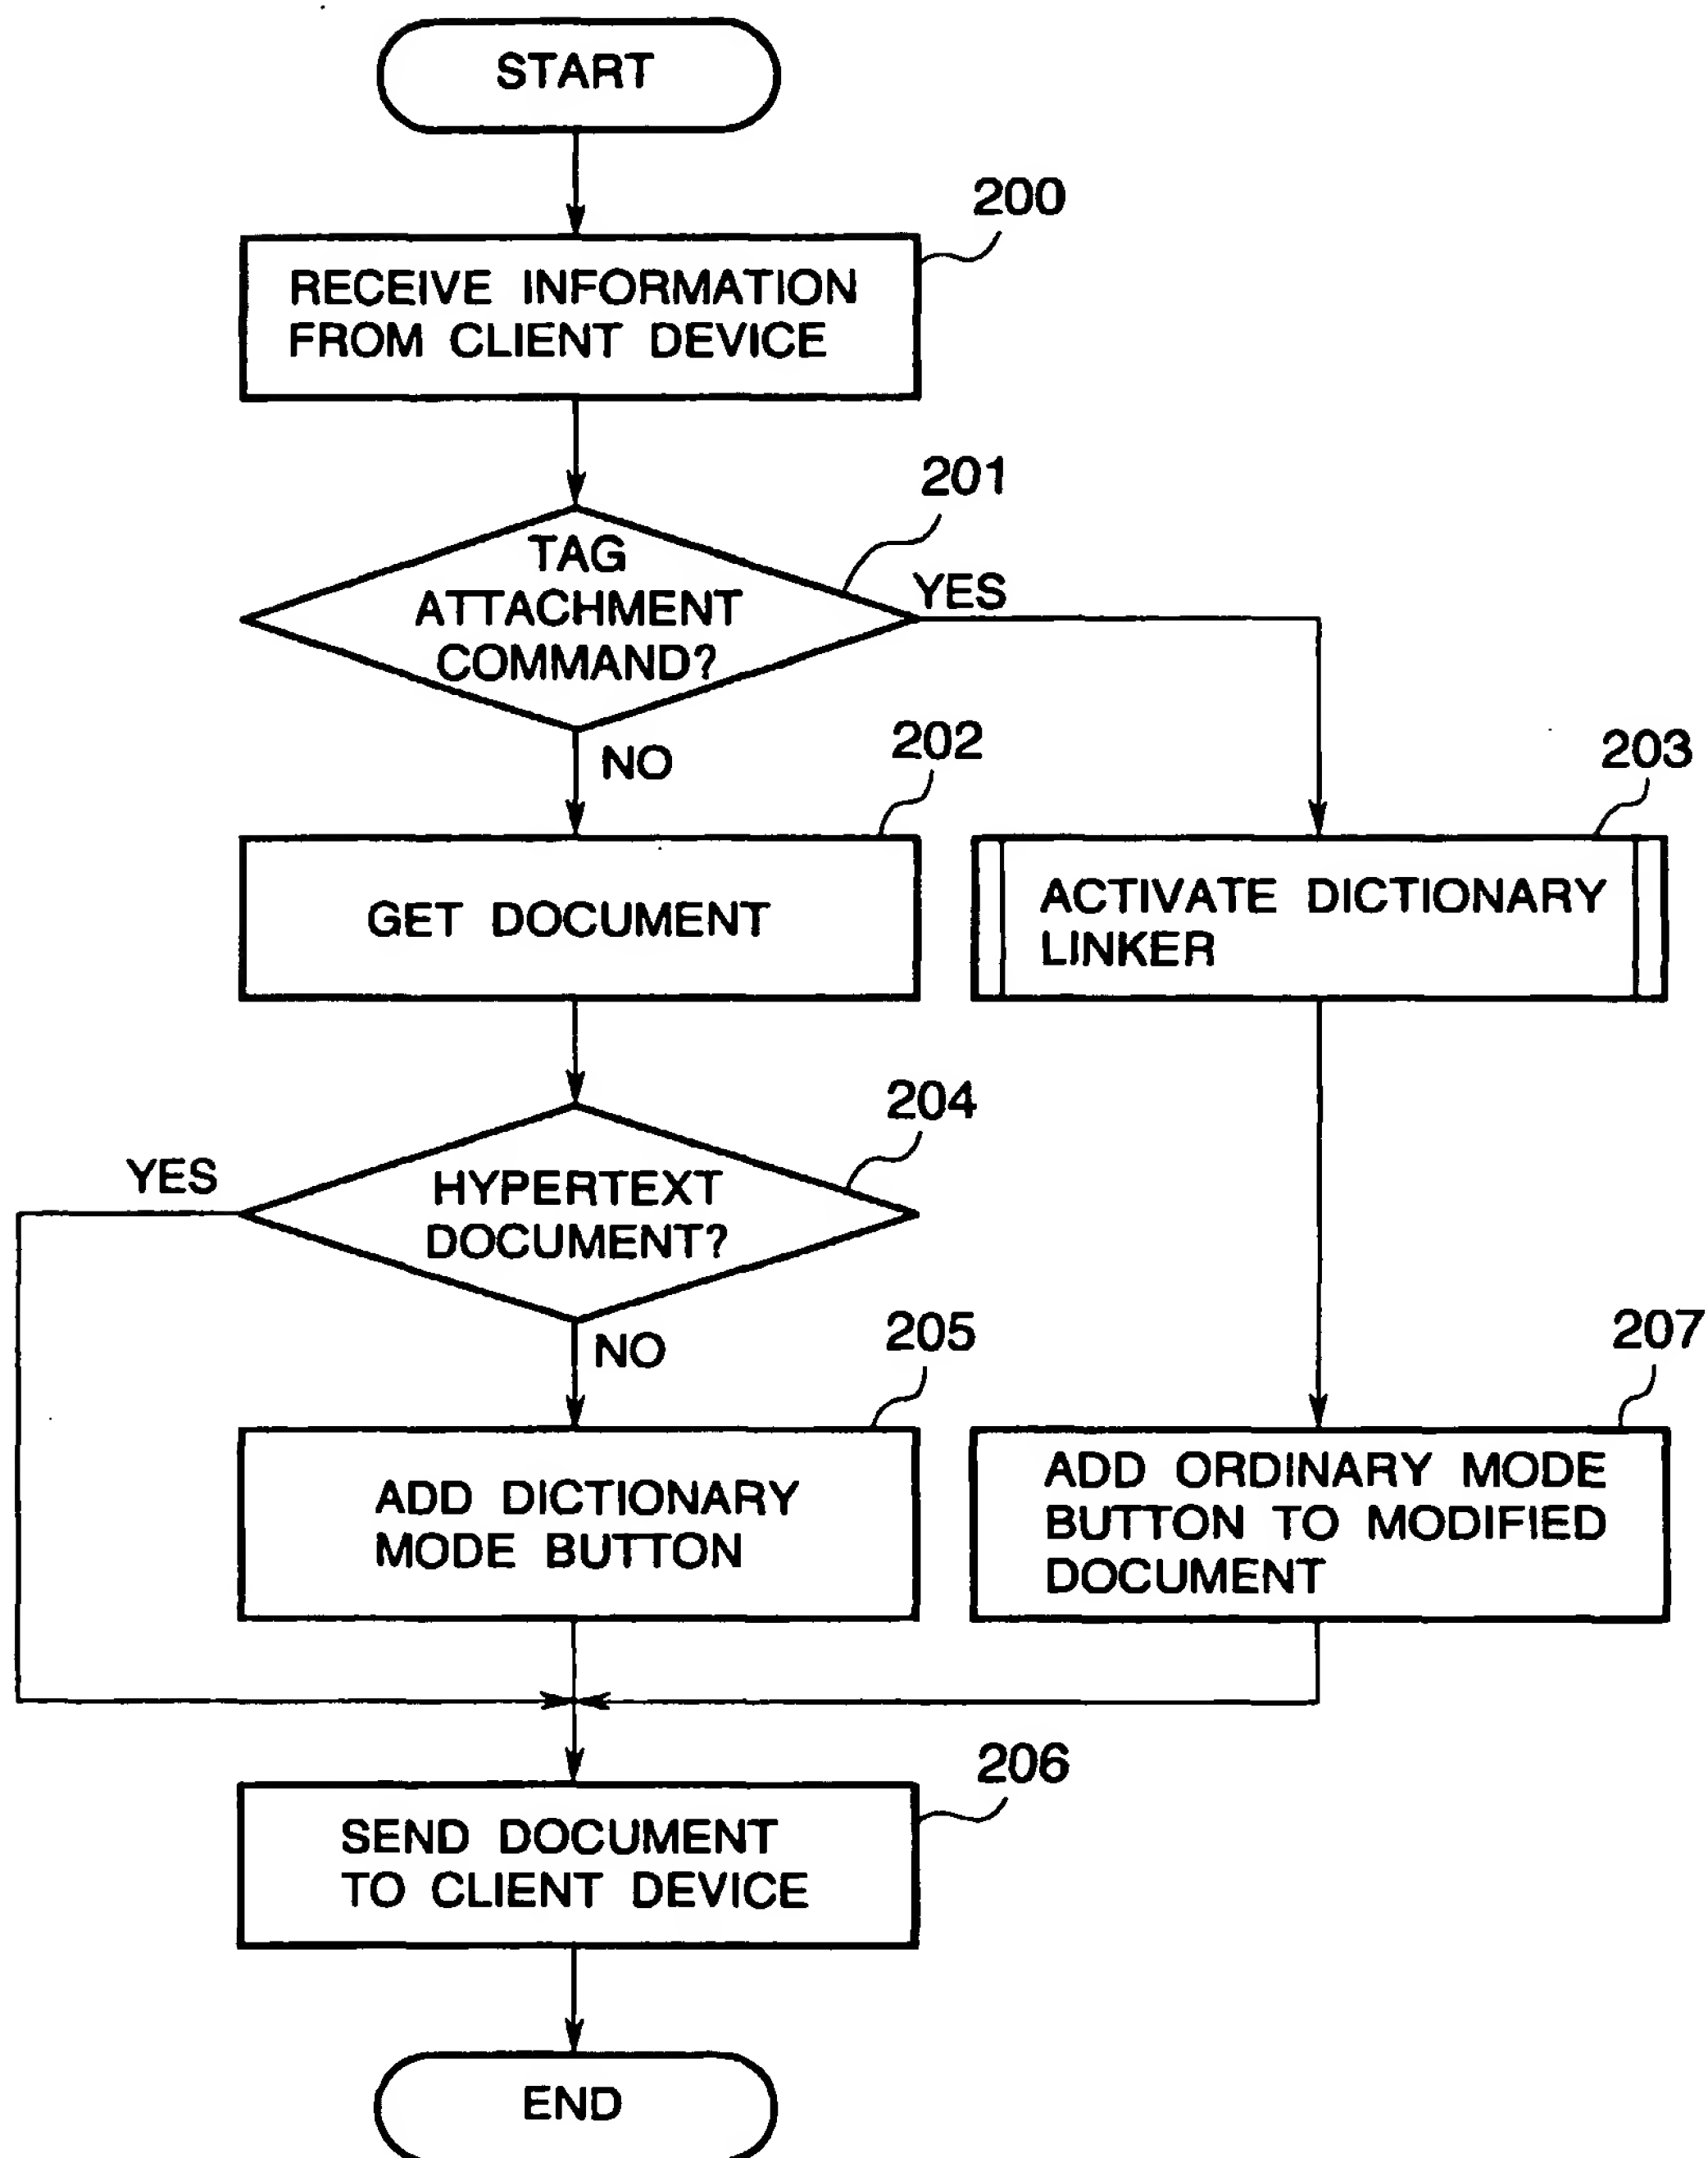 START
200
RECEIVE INFORMATION
FROM CLIENT DEVICE
201
TAG
ATTACHMENT
COMMAND?
YES
NO
202
203
GET DOCUMENT
ACTIVATE DICTIONARY
LINKER
204
YES
HYPERTEXT
DOCUMENT?
NO
205
207
ADD DICTIONARY
MODE BUTTON
ADD ORDINARY MODE
BUTTON TO MODIFIED
DOCUMENT
206
SEND DOCUMENT
TO CLIENT DEVICE
END